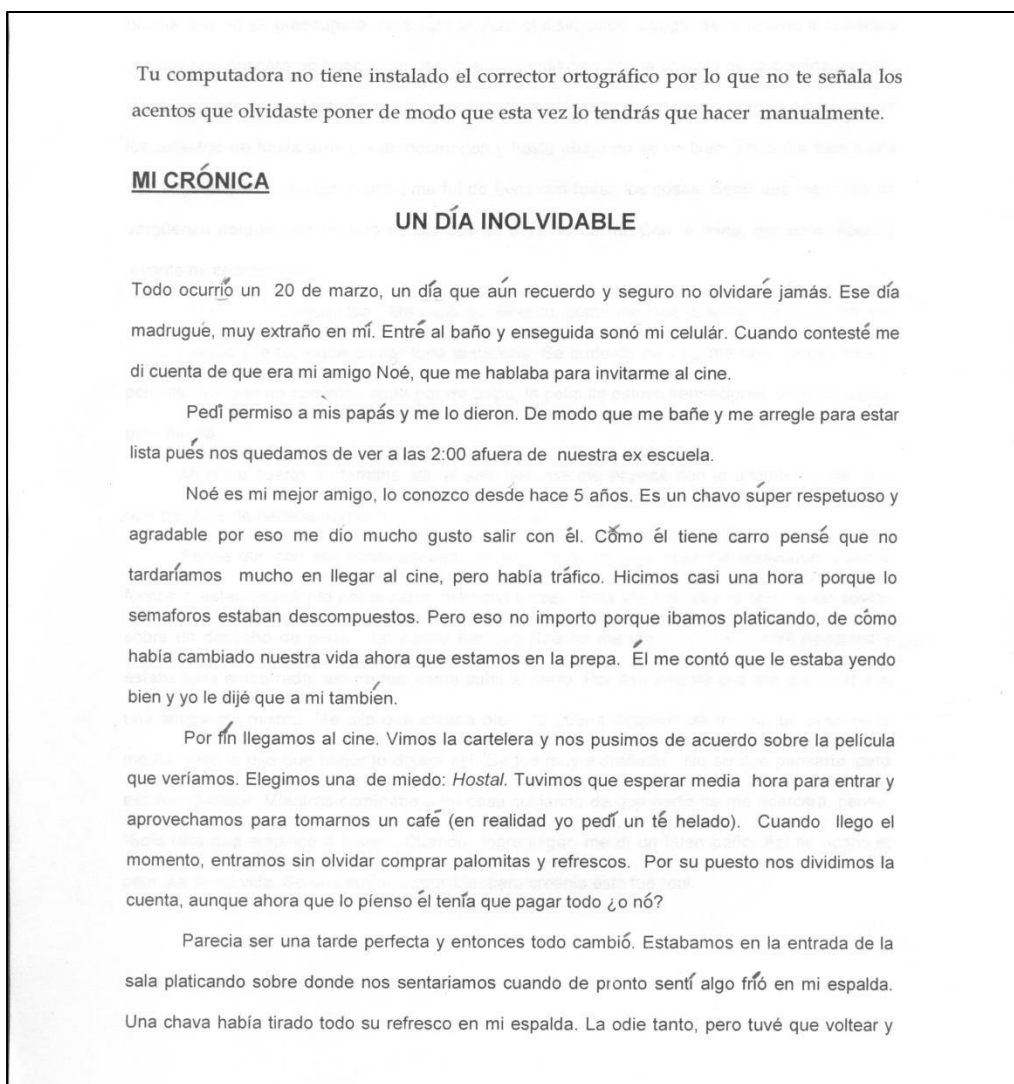 Tu computadora no tiene instalado el corrector ortográfico por lo que no te señala los
acentos que olvidaste poner de modo que esta vez lo tendrás que hacer manualmente.
MI CRÓNICA
UN DÍA INOLVIDABLE
Todo ocurrió un 20 de marzo, un día que aún recuerdo y seguro no olvidaré jamás. Ese día
madrugué, muy extraño en mí. Entré al baño y enseguida sonó mi celulár. Cuando contesté me
di cuenta de que era mi amigo Noé, que me hablaba para invitarme al cine.
Pedí permiso a mis papás y me lo dieron. De modo que me bañe y me arregle para estar
lista pués nos quedamos de ver a las 2:00 afuera de nuestra ex escuela.
Noé es mi mejor amigo, lo conozco desde hace 5 años. Es un chavo súper respetuoso y
agradable por eso me dio mucho gusto salir con él. Cómo él tiene carro pensé que no
tardaríamos mucho en llegar al cine, pero había tráfico. Hicimos casi una hora porque lo
semaforos estaban descompuestos. Pero eso no importo porque ibamos platicando, de cómo
había cambiado nuestra vida ahora que estamos en la prepa. Él me contó que le estaba yendo
bien y yo le dijé que a mi también.
Por fín llegamos al cine. Vimos la cartelera y nos pusimos de acuerdo sobre la película
que veríamos. Elegimos una de miedo: Hostal. Tuvimos que esperar media hora para entrar y
aprovechamos para tomarnos un café (en realidad yo pedí un té helado). Cuando llego el
momento, entramos sin olvidar comprar palomitas y refrescos. Por su puesto nos dividimos la
cuenta, aunque ahora que lo píenso él tenía que pagar todo ¿o nó?
Parecia ser una tarde perfecta y entonces todo cambió. Estabamos en la entrada de la
sala platicando sobre donde nos sentariamos cuando de pronto sentí algo frió en mi espalda.
Una chava había tirado todo su refresco en mi espalda. La odie tanto, pero tuvé que voltear y